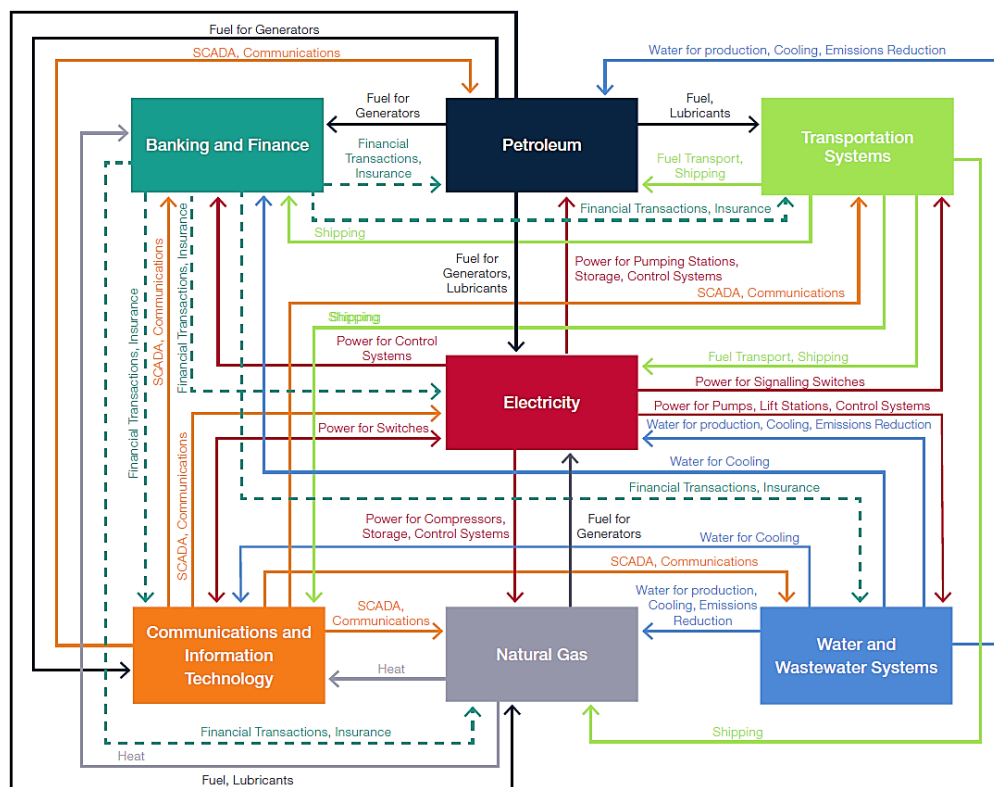 Fuel for Generators
SCADA, Communications
Water for production, Cooling, Emissions Reduction
Banking and Finance
Fuel for
Generators
Financial
Transactions,
Insurance
Petroleum
Fuel,
Lubricants
Fuel Transport,
Shipping
Transportation
Systems
Financial Transactions, Insurance
Shipping
Fuel for
Generators,
Lubricants
Power for Pumping Stations,
Storage, Control Systems
SCADA, Communications
Financial Transactions, Insurance
SCADA, Communications
Financial Transactions, Insurance
SCADA, Communications
Shipping
Power for Control
Systems
Fuel Transport, Shipping
Electricity
Power for Signalling Switches
Power for Pumps, Lift Stations, Control Systems
Power for Switches
Water for production, Cooling, Emissions Reduction
Water for Cooling
Financial Transactions, Insurance
Power for Compressors,
Storage, Control Systems
Fuel for
Generators
Water for Cooling
SCADA, Communications
Water for production,
Cooling, Emissions
Reduction
Communications and
Information
Technology
SCADA,
Communications
Heat
Natural Gas
Water and
Wastewater Systems
Financial Transactions, Insurance
Shipping
Heat
Fuel, Lubricants